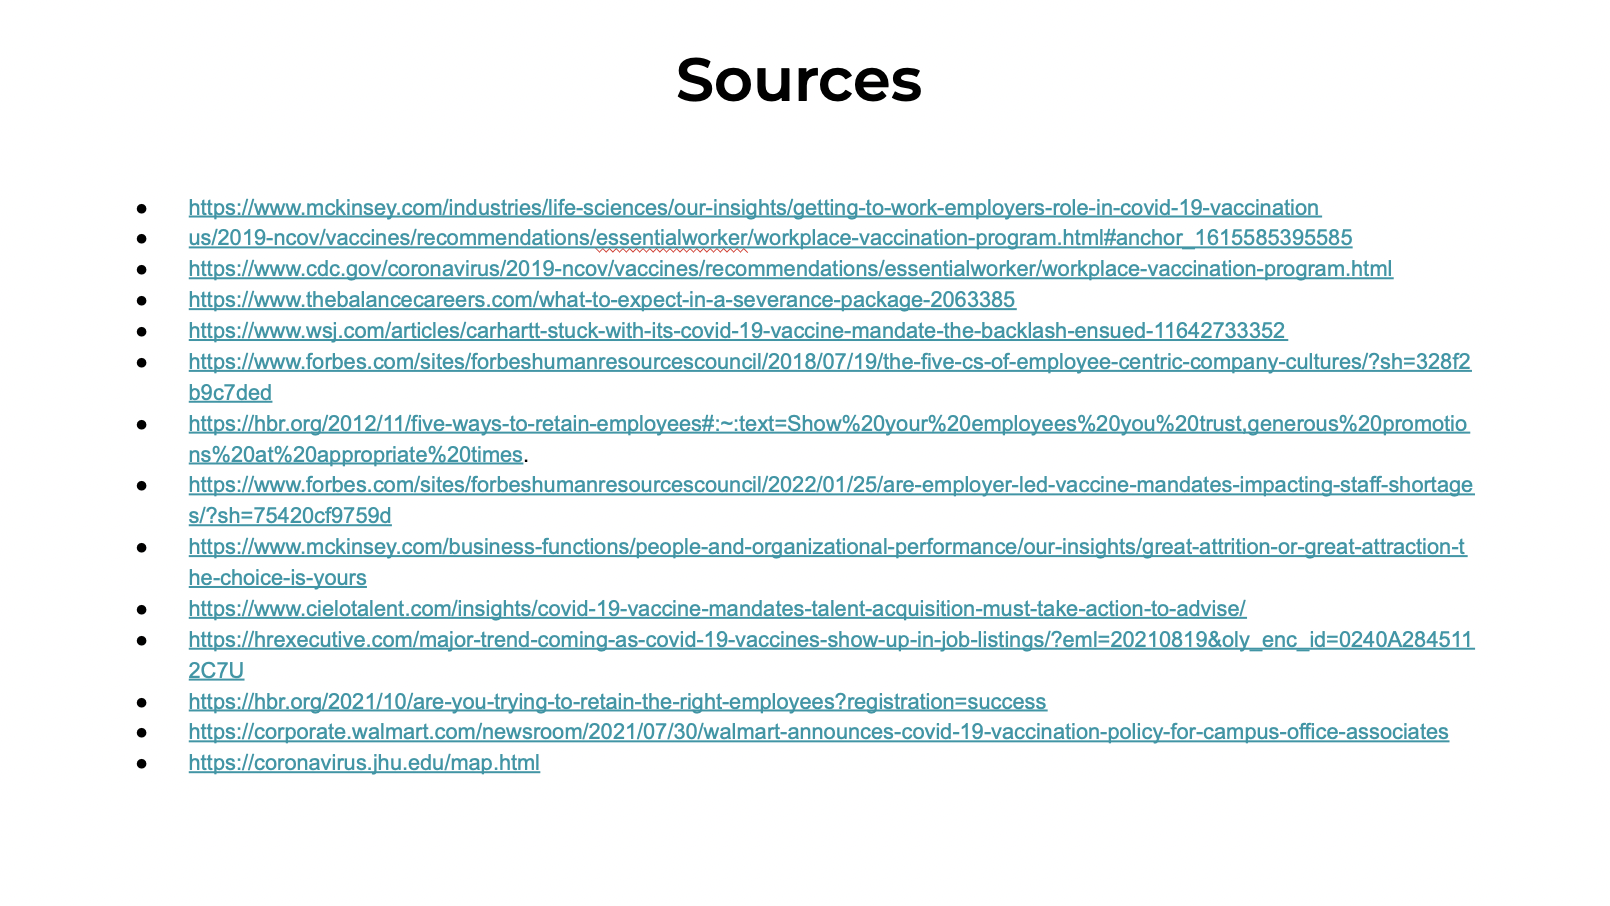 Sources
● https://www.mckinsey.com/industries/life-sciences/our-insights/getting-to-work-employers-role-in-covid-19-vaccination
● us/2019-ncov/vaccines/recommendations/essentialworker/workplace-vaccination-program.html#anchor_1615585395585
● https://www.cdc.gov/coronavirus/2019-ncov/vaccines/recommendations/essentialworker/workplace-vaccination-program.html
● https://www.thebalancecareers.com/what-to-expect-in-a-severance-package-2063385
● https://www.wsj.com/articles/carhartt-stuck-with-its-covid-19-vaccine-mandate-the-backlash-ensued-11642733352
● https://www.forbes.com/sites/forbeshumanresourcescouncil/2018/07/19/the-five-cs-of-employee-centric-company-cultures/?sh=328f2
b9c7ded
● https://hbr.org/2012/11/five-ways-to-retain-employees#:~:text=Show%20your%20employees%20you%20trust,generous%20promotio
ns%20at%20appropriate%20times.
● https://www.forbes.com/sites/forbeshumanresourcescouncil/2022/01/25/are-employer-led-vaccine-mandates-impacting-staff-shortage
s/?sh=75420cf9759d
● https://www.mckinsey.com/business-functions/people-and-organizational-performance/our-insights/great-attrition-or-great-attraction-t
he-choice-is-yours
● https://www.cielotalent.com/insights/covid-19-vaccine-mandates-talent-acquisition-must-take-action-to-advise/
● https://hrexecutive.com/major-trend-coming-as-covid-19-vaccines-show-up-in-job-listings/?eml=20210819&oly_enc_id=0240A284511
2C7U
● https://hbr.org/2021/10/are-you-trying-to-retain-the-right-employees?registration=success
● https://corporate.walmart.com/newsroom/2021/07/30/walmart-announces-covid-19-vaccination-policy-for-campus-office-associates
● https://coronavirus.jhu.edu/map.html